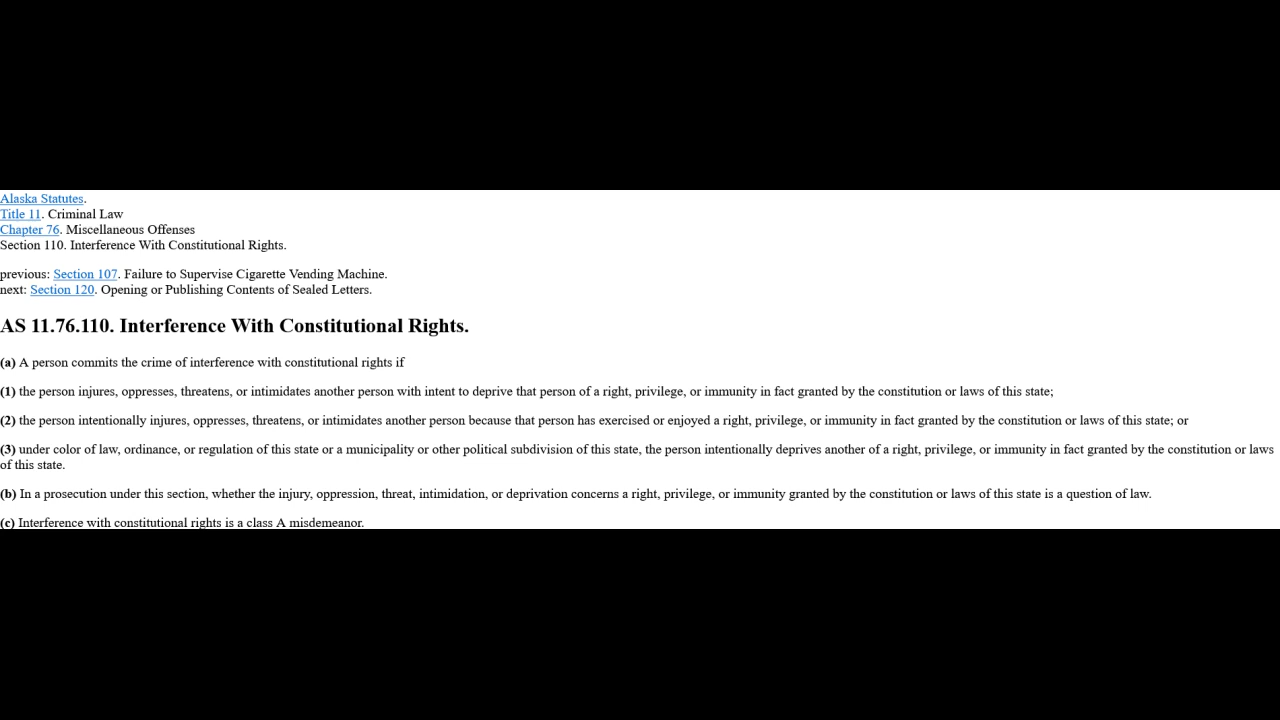 Alaska Statutes.
Title 11. Criminal Law
Chapter 76. Miscellaneous Offenses
Section 110. Interference With Constitutional Rights.
previous: Section 107. Failure to Supervise Cigarette Vending Machine.
next: Section 120. Opening or Publishing Contents of Sealed Letters.
AS 11.76.110. Interference With Constitutional Rights.
(a) A person commits the crime of interference with constitutional rights if
(1) the person injures, oppresses, threatens, or intimidates another person with intent to deprive that person of a right, privilege, or immunity in fact granted by the constitution or laws of this state;
(2) the person intentionally injures, oppresses, threatens, or intimidates another person because that person has exercised or enjoyed a right, privilege, or immunity in fact granted by the constitution or laws of this state; or
(3) under color of law, ordinance, or regulation of this state or a municipality or other political subdivision of this state, the person intentionally deprives another of a right, privilege, or immunity in fact granted by the constitution or laws
of this state.
(b) In a prosecution under this section, whether the injury, oppression, threat, intimidation, or deprivation concerns a right, privilege, or immunity granted by the constitution or laws of this state is a question of law.
(c) Interference with constitutional rights is a class A misdemeanor.